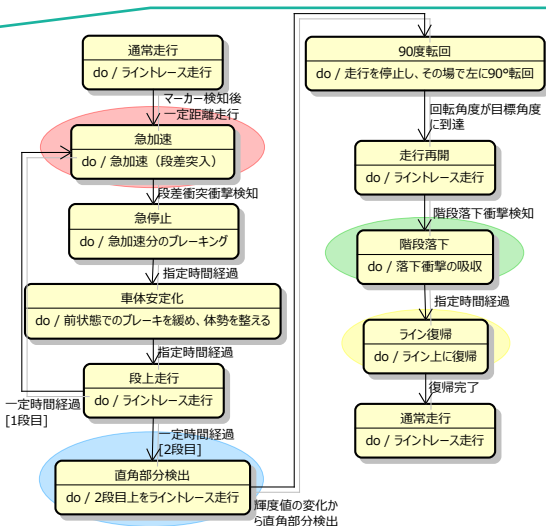 通常走行
do / ライントレース走行
マーカー検知後
一定距離走行
急加速
do / 急加速（段差突入）
段差衝突衝撃検知
急停止
do / 急加速分のブレーキング
指定時間経過
車体安定化
do / 前状態でのブレーキを緩め、体勢を整える
指定時間経過
段上走行
do / ライントレース走行
一定時間経過
[1段目]
一定時間経過
[2段目]
直角部分検出
do / 2段目上をライントレース走行
輝度値の変化か
ら直角部分検出
90度転回
do / 走行を停止し、その場で左に90°転回
回転角度が目標角度
に到達
走行再開
do / ライントレース走行
階段落下衝撃検知
階段落下
do / 落下衝撃の吸収
指定時間経過
ライン復帰
do / ライン上に復帰
復帰完了
通常走行
do / ライントレース走行